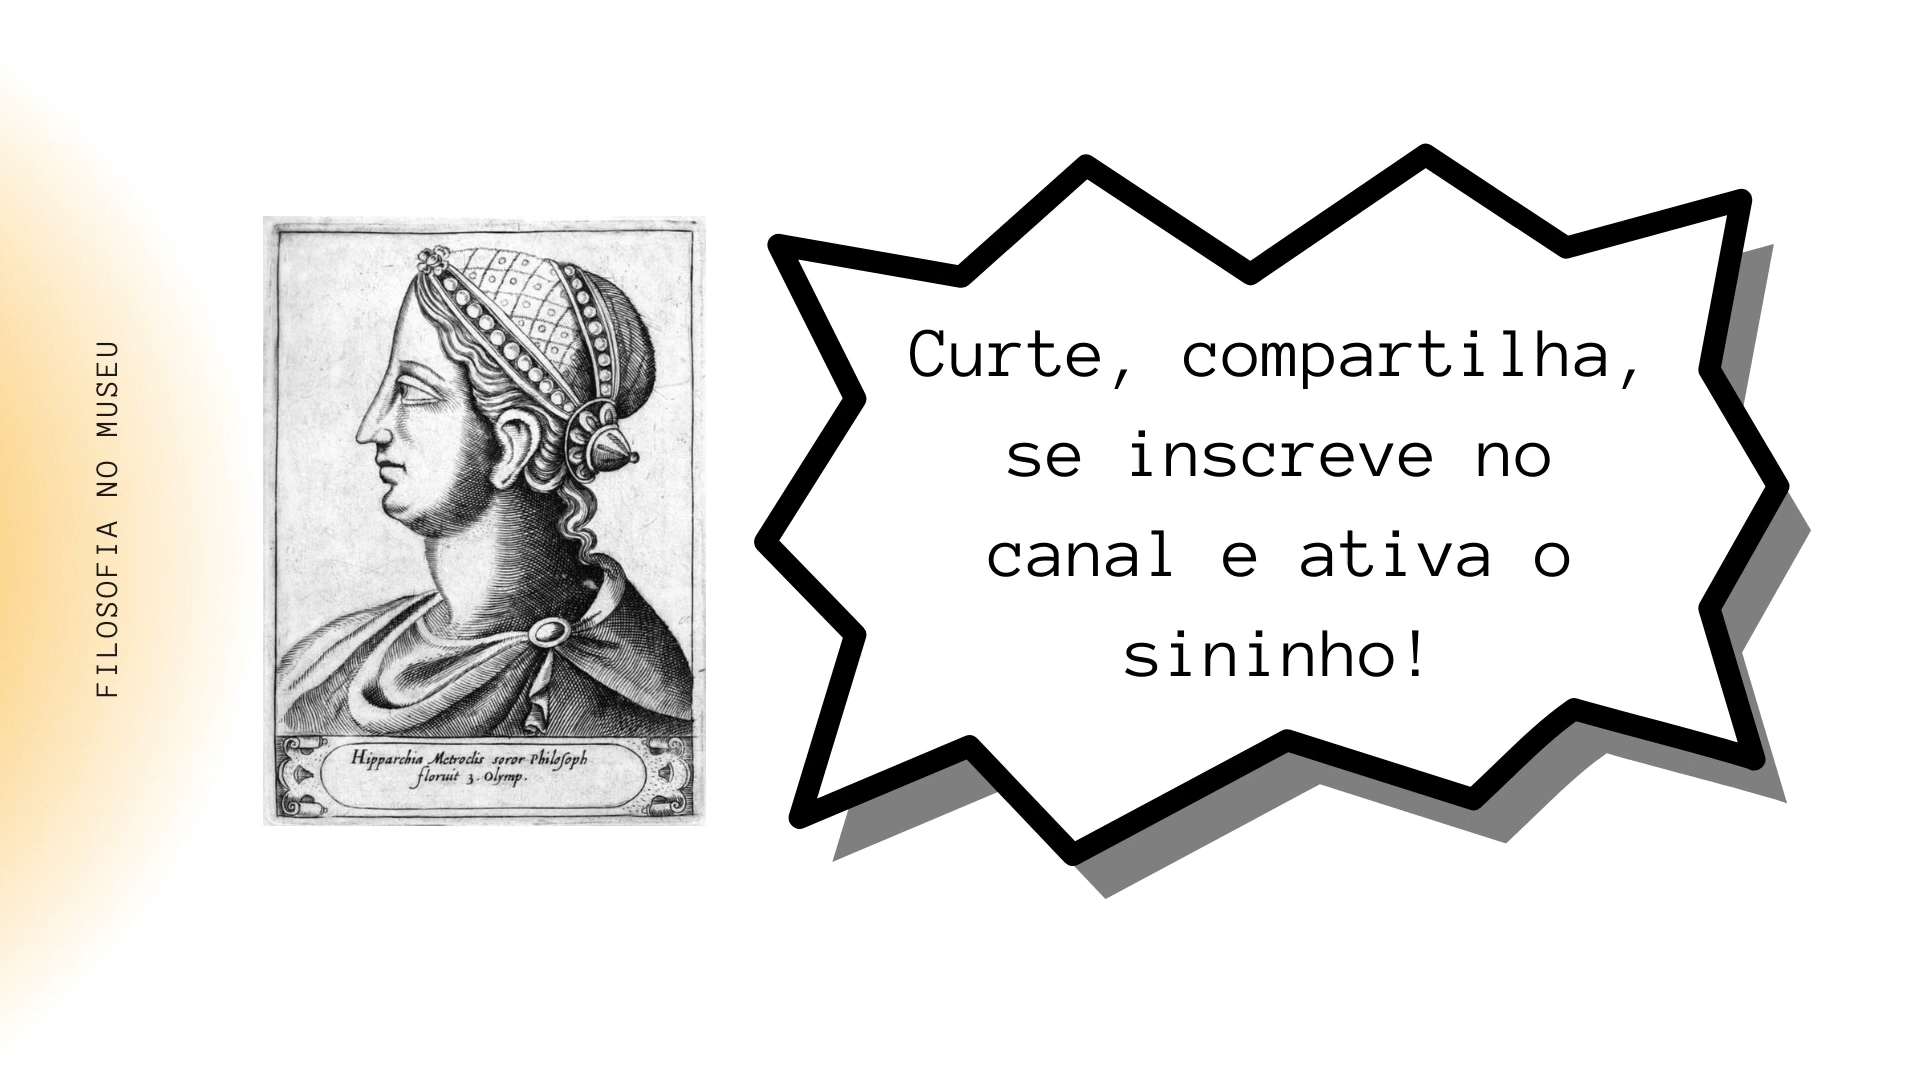 FILOSOFIA NO MUSEU
Curte, compartilha,
se inscreve no
canal e ativa o
sininho!
Hipparchia Metroclis soror Philosoph
floruit 3. Olymp.